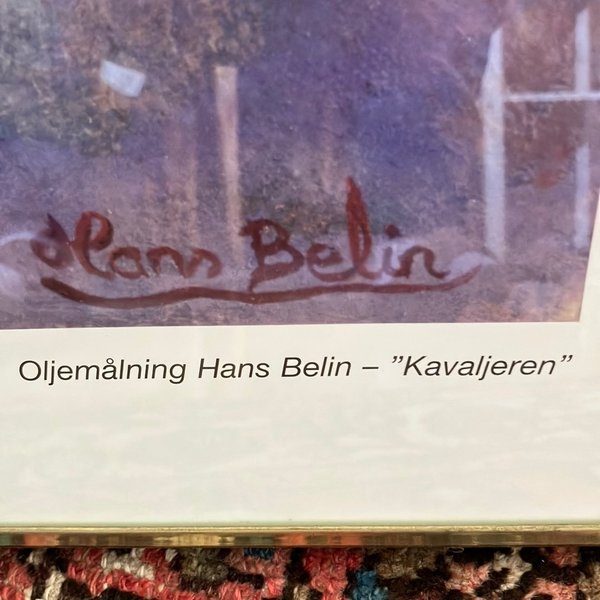 Hans Belin
Oljemålning Hans Belin – ”Kavaljeren”